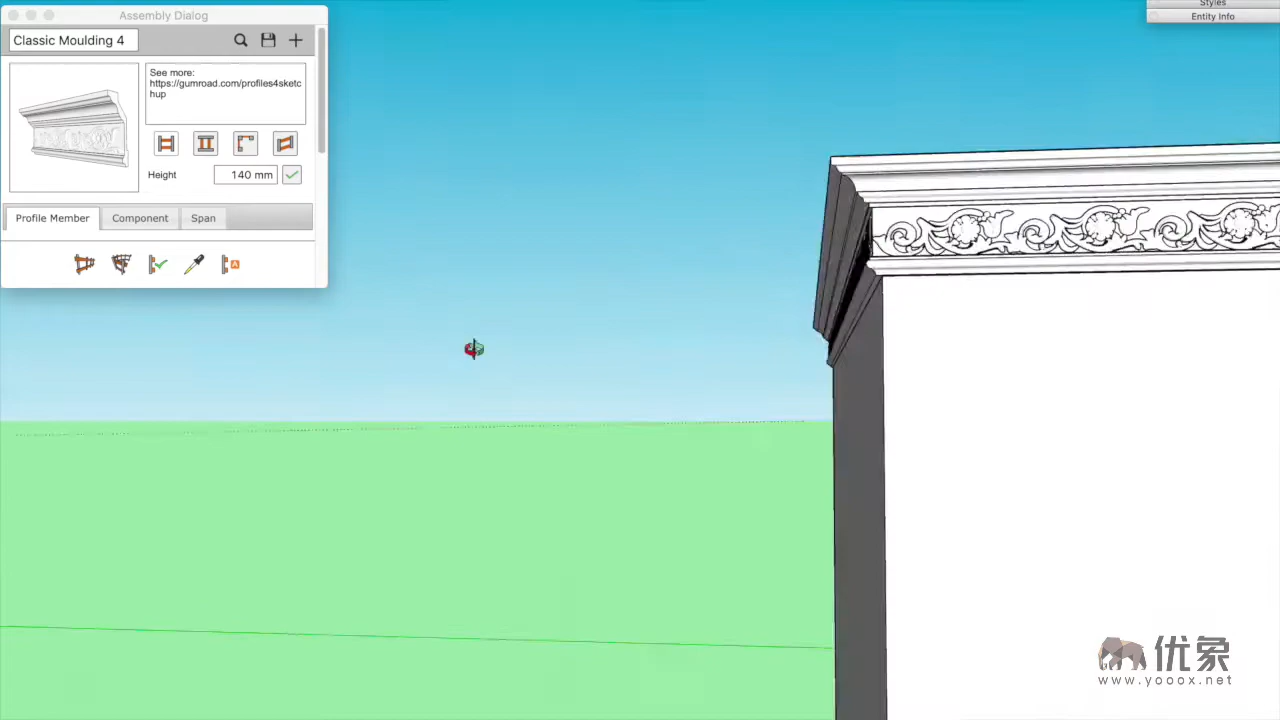 Assembly Dialog
Styles
Entity Info
Classic Moulding 4
See more:
https://gumroad.com/profiles4sketc
hup
Height
140 mm
Profile Member
Component
Span
A
优象
www.yooox.net